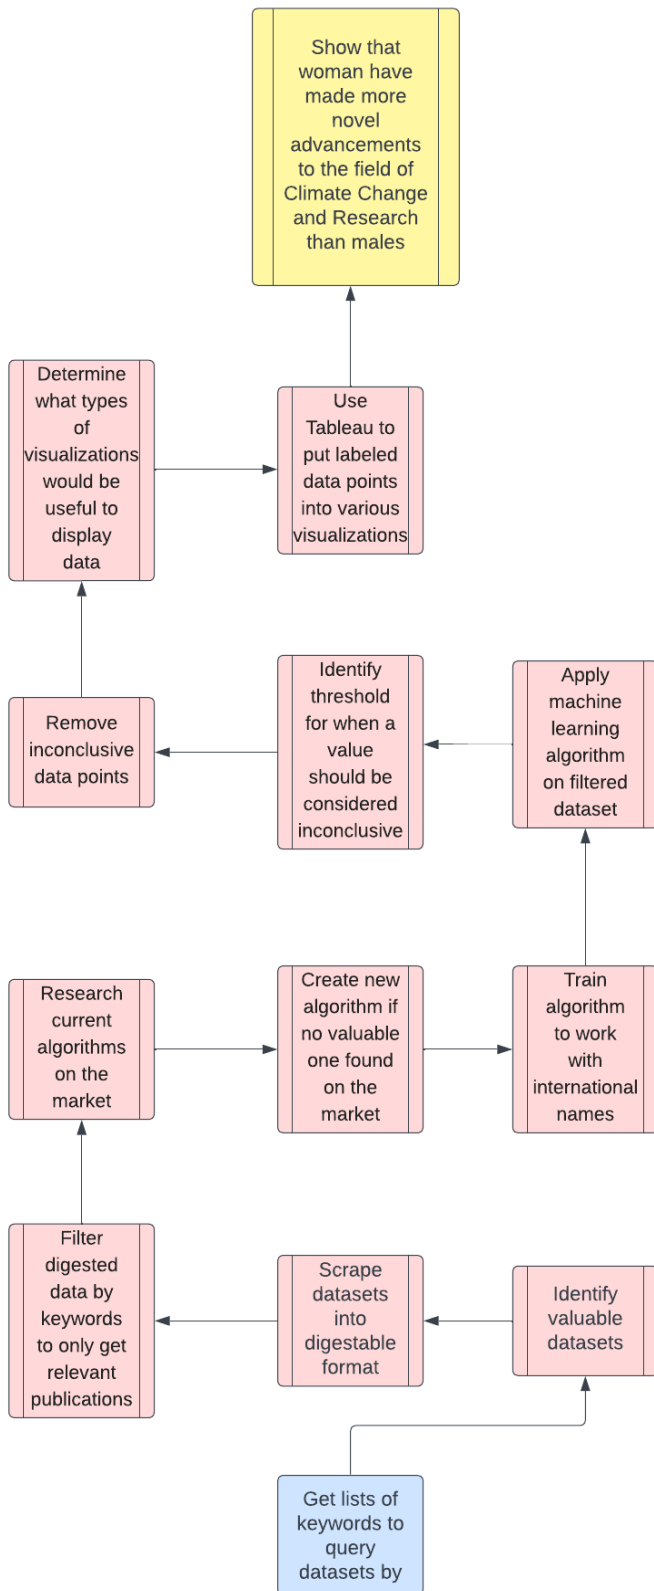 Show that
woman have
made more
novel
advancements
to the field of
Climate Change
and Research
than males
Determine
what types
of
visualizations
would be
useful to
display
data
Use
Tableau to
put labeled
data points
into various
visualizations
Remove
inconclusive
data points
Identify
threshold
for when a
value
should be
considered
inconclusive
Apply
machine
learning
algorithm
on filtered
dataset
Research
current
algorithms
on the
market
Create new
algorithm if
no valuable
one found
on the
market
Train
algorithm
to work
with
international
names
Filter
digested
data by
keywords
to only get
relevant
publications
Scrape
datasets
into
digestable
format
Identify
valuable
datasets
Get lists of
keywords to
query
datasets by